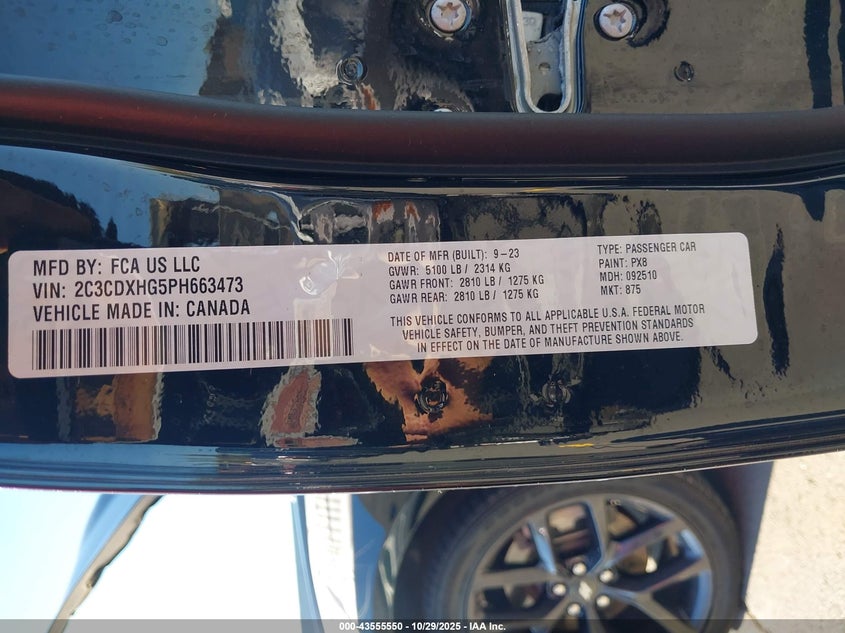 MFD BY: FCA US LLC
VIN: 2C3CDXHG5PH663473
VEHICLE MADE IN: CANADA
DATE OF MFR (BUILT): 9-23
GVWR: 5100 LB / 2314 KG
GAWR FRONT: 2810 LB / 1275 KG
GAWR REAR: 2810 LB / 1275 KG
TYPE: PASSENGER CAR
PAINT: PX8
MDH: 092510
MKT: 875
THIS VEHICLE CONFORMS TO ALL APPLICABLE U.S.A. FEDERAL MOTOR
VEHICLE SAFETY, BUMPER, AND THEFT PREVENTION STANDARDS
IN EFFECT ON THE DATE OF MANUFACTURE SHOWN ABOVE.
000-43555550 - 10/29/2025 - IAA Inc.